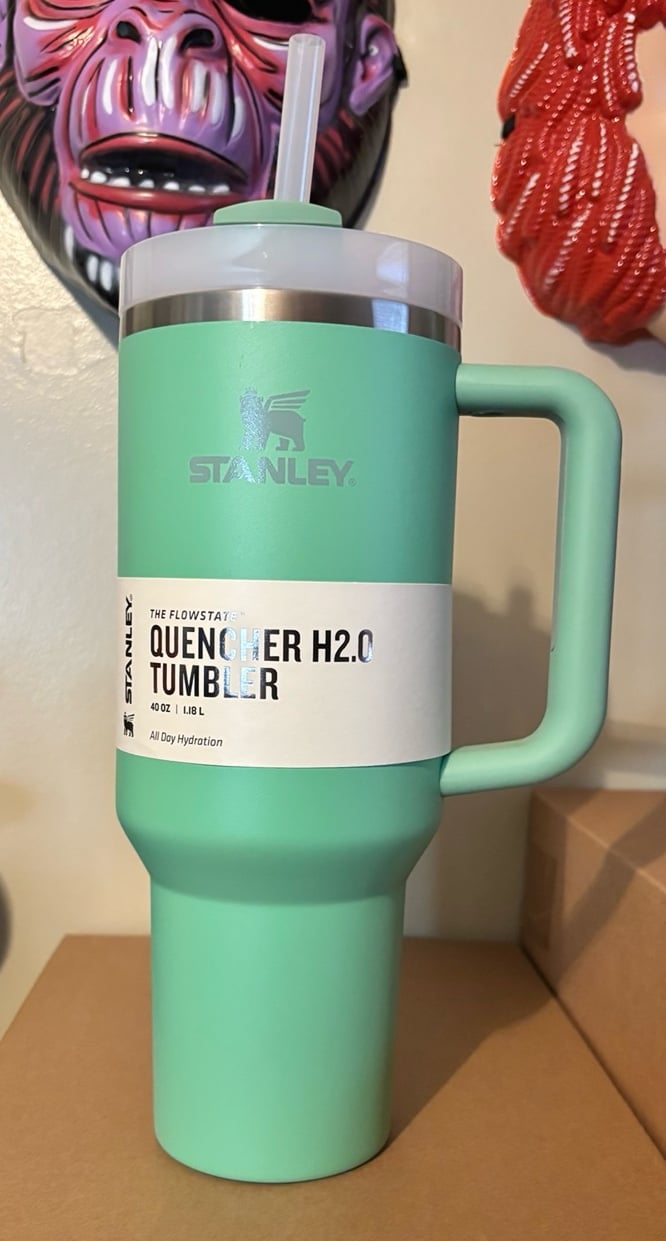 STANLEY®
STANLEY®
THE FLOWSTATE™
QUENCHER H2.0
TUMBLER
40 OZ | 1.18 L
All Day Hydration